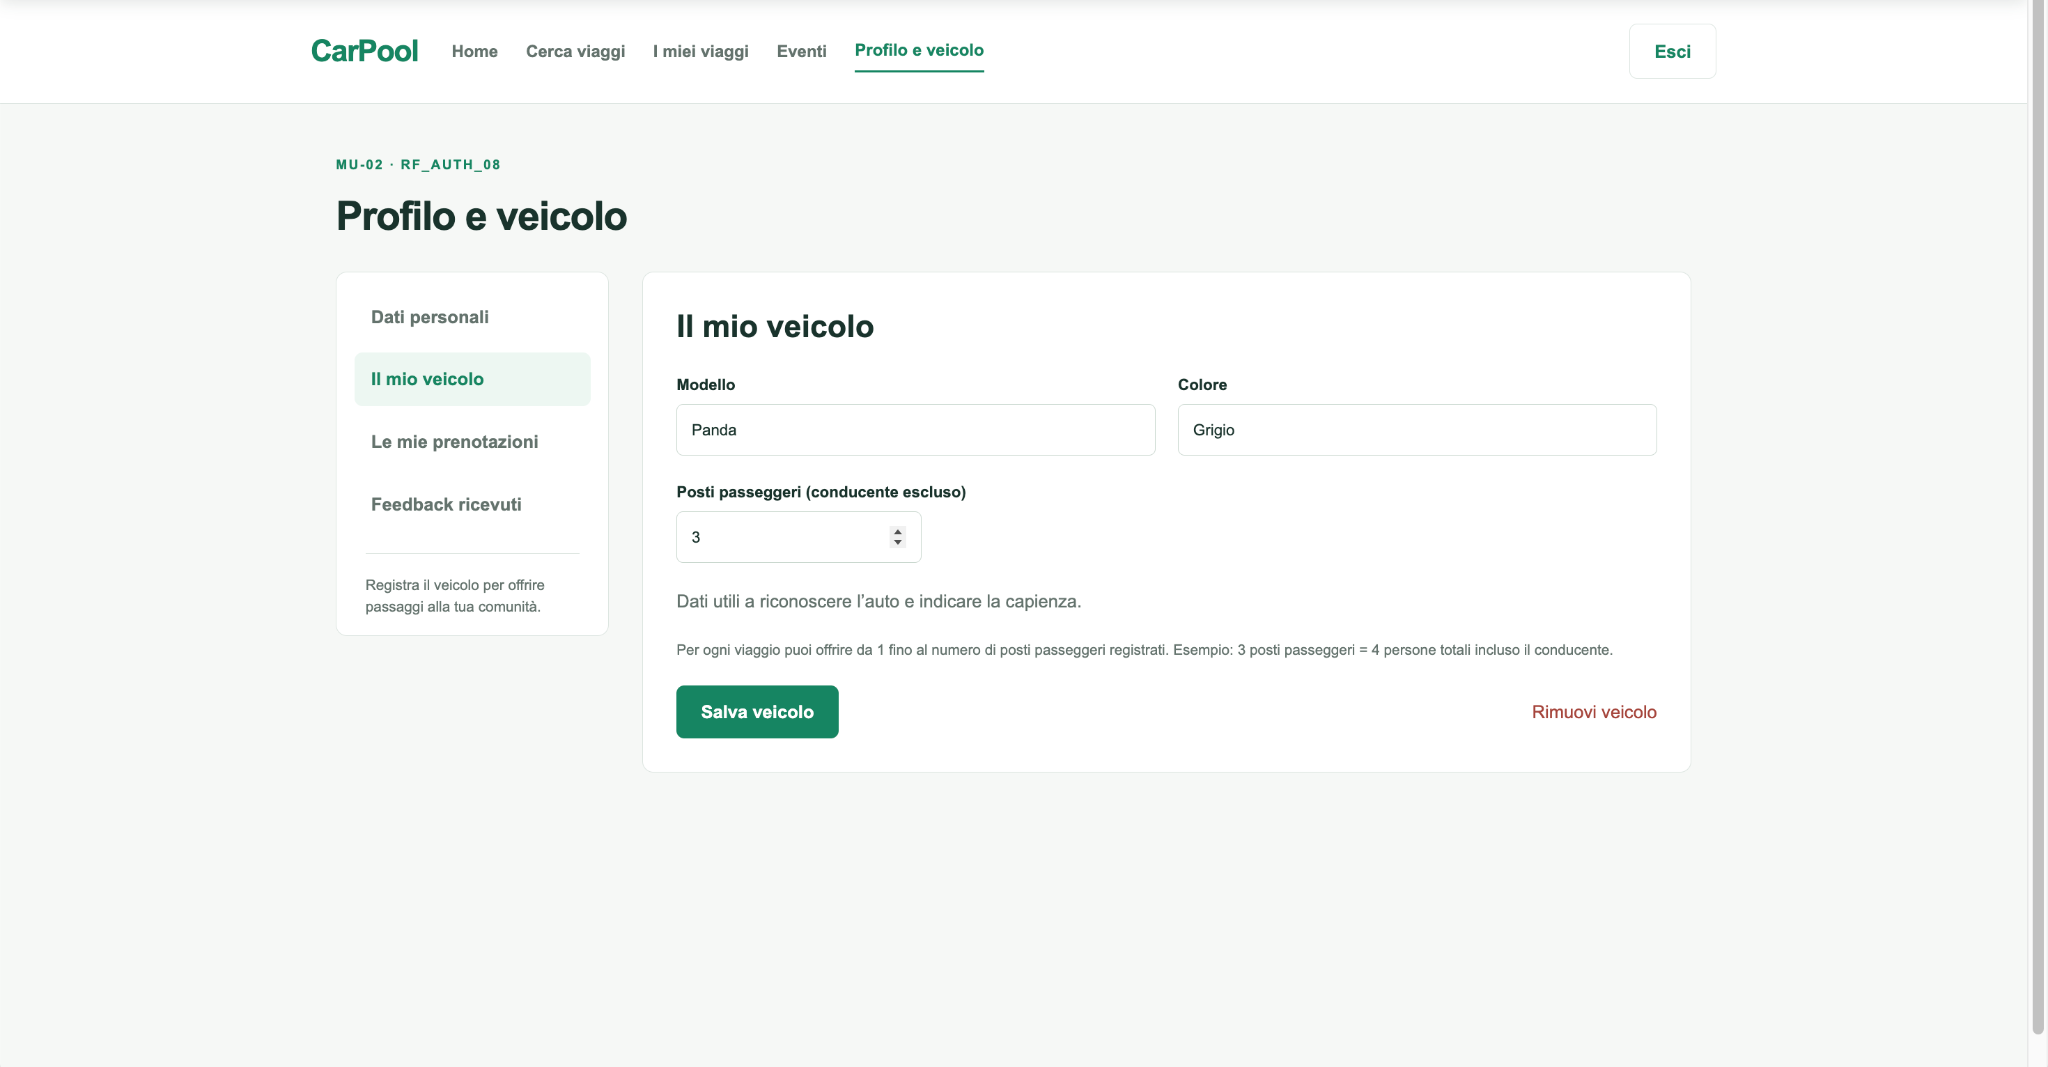 CarPool
Home
Cerca viaggi
I miei viaggi
Eventi
Profilo e veicolo
Esci
MU-02 · RF_AUTH_08
Profilo e veicolo
Dati personali
Il mio veicolo
Le mie prenotazioni
Feedback ricevuti
Registra il veicolo per offrire
passaggi alla tua comunità.
Il mio veicolo
Modello
Panda
Colore
Grigio
Posti passeggeri (conducente escluso)
3
Dati utili a riconoscere l’auto e indicare la capienza.
Per ogni viaggio puoi offrire da 1 fino al numero di posti passeggeri registrati. Esempio: 3 posti passeggeri = 4 persone totali incluso il conducente.
Salva veicolo
Rimuovi veicolo